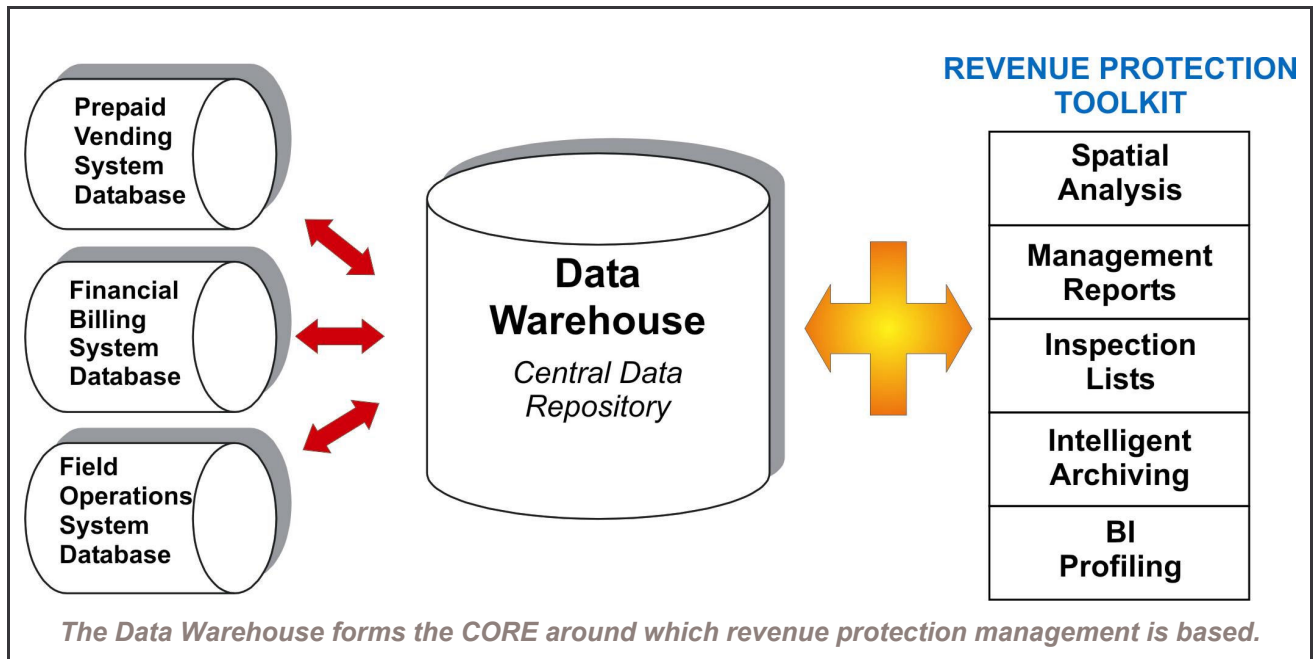 Prepaid
Vending
System
Database
Financial
Billing
System
Database
Field
Operations
System
Database
Data
Warehouse
Central Data
Repository
REVENUE PROTECTION
TOOLKIT
Spatial
Analysis
Management
Reports
Inspection
Lists
Intelligent
Archiving
BI
Profiling
The Data Warehouse forms the CORE around which revenue protection management is based.